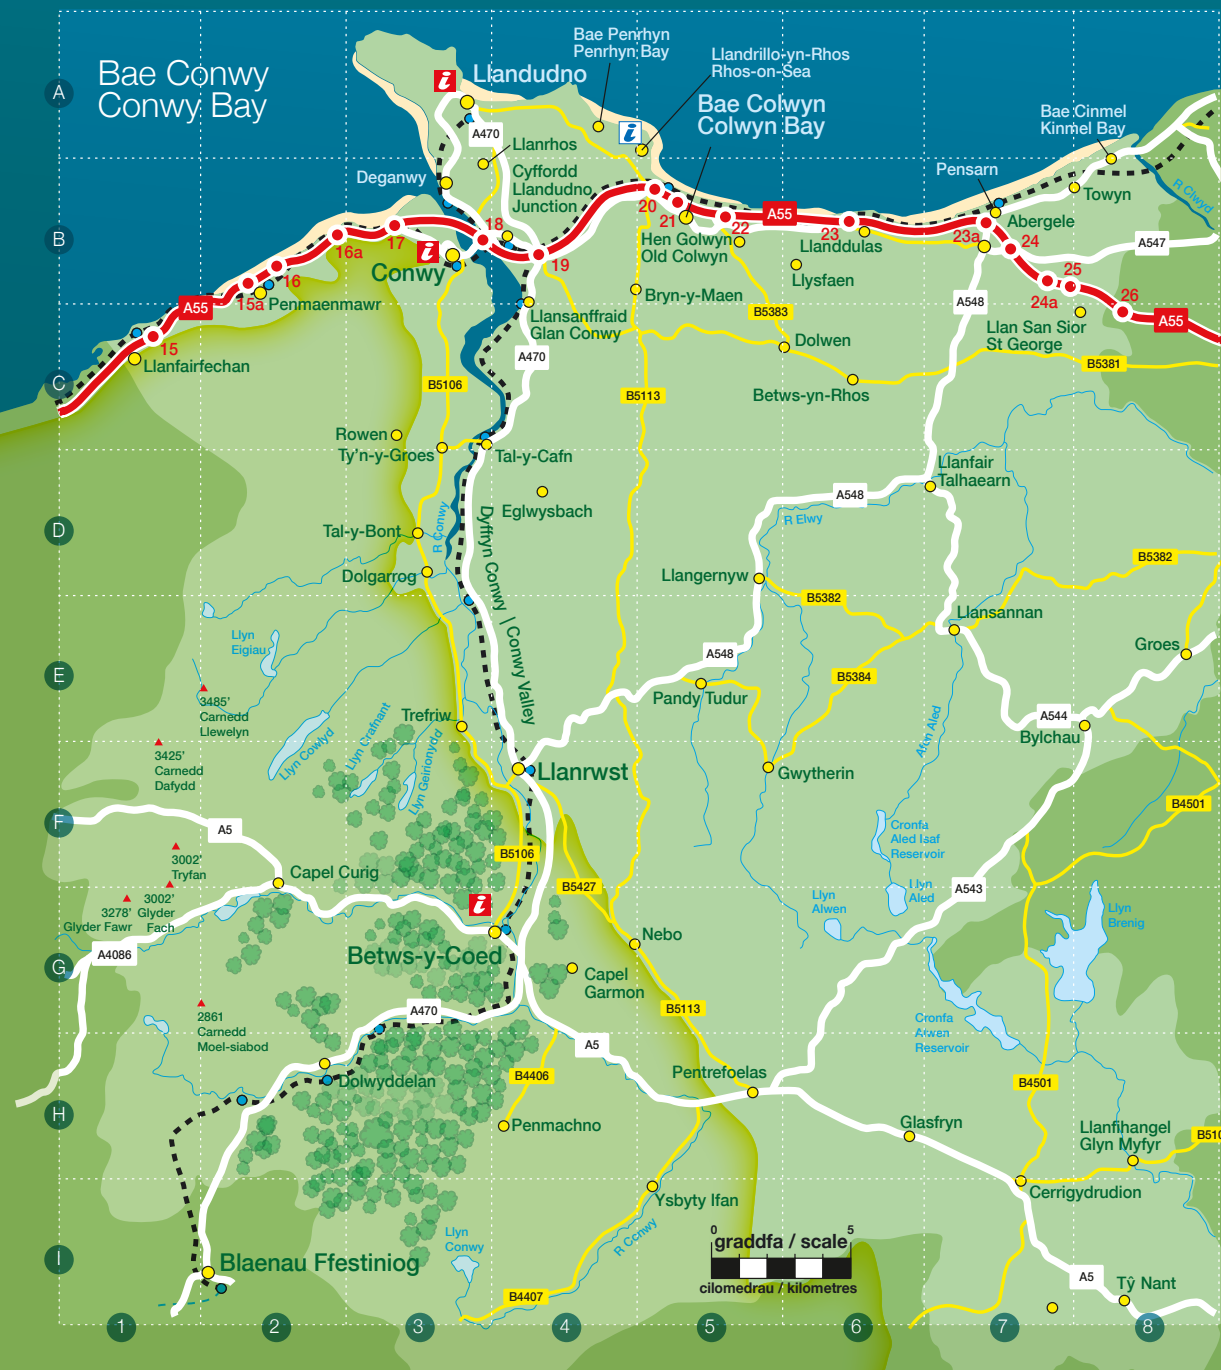 Bae Conwy
Conwy Bay
Bae Penrhyn
Penrhyn Bay
Llandrillo-yn-Rhos
Rhos-on-Sea
Llandudno
i
i
Bae Colwyn
Colwyn Bay
Bae Cinmel
Kinmel Bay
A
A470
Llanrhos
Deganwy
Cyffordd
Llandudno
Junction
Pensarn
Towyn
R Clwyd
B
16a
17
18
19
20
21
A55
22
23
23a
24
Abergele
A547
Hen Golwyn
Old Colwyn
Llanddulas
Llysfaen
i
Conwy
16
15a
Penmaenmawr
A55
15
Llanfairfechan
Llansanffraid
Glan Conwy
Bryn-y-Maen
B5383
Dolwen
A548
25
24a
26
A55
Llan San Sior
St George
C
A470
B5106
B5113
Betws-yn-Rhos
B5381
Rowen
Ty'n-y-Groes
Tal-y-Cafn
Llanfair
Talhaearn
A548
D
Eglwysbach
R Conwy
Dyffryn Conwy | Conwy Valley
R Elwy
Tal-y-Bont
Dolgarrog
Llangernyw
B5382
B5382
Llansannan
Llyn
Eigiau
E
A548
Groes
B5384
Pandy Tudur
3485'
Carnedd
Llewelyn
Trefriw
A544
Bylchau
3425'
Carnedd
Dafydd
Llyn Cowlyd
Llyn Crafnant
Llyn Geirionydd
Llanrwst
Gwytherin
Afon Aled
B4501
F
A5
Cronfa
Aled Isaf
Reservoir
3002'
Tryfan
Capel Curig
B5106
B5427
Llyn
Aled
A543
3278'
Glyder Fawr
3002'
Glyder
Fach
i
Llyn
Alwen
Llyn
Brenig
A4086
G
Betws-y-Coed
Nebo
Capel
Garmon
2861
Carnedd
Moel-siabod
A470
B5113
Cronfa
Arwen
Reservoir
A5
Pentrefoelas
Dolwyddelan
B4406
B4501
H
Penmachno
Glasfryn
Llanfihangel
Glyn Myfyr
B510
Ysbyty Ifan
Cerrigydrudion
I
Blaenau Ffestiniog
Llyn
Conwy
R Conwy
0 5
graddfa / scale
cilomedrau / kilometres
B4407
A5
Tŷ Nant
1 2 3 4 5 6 7 8